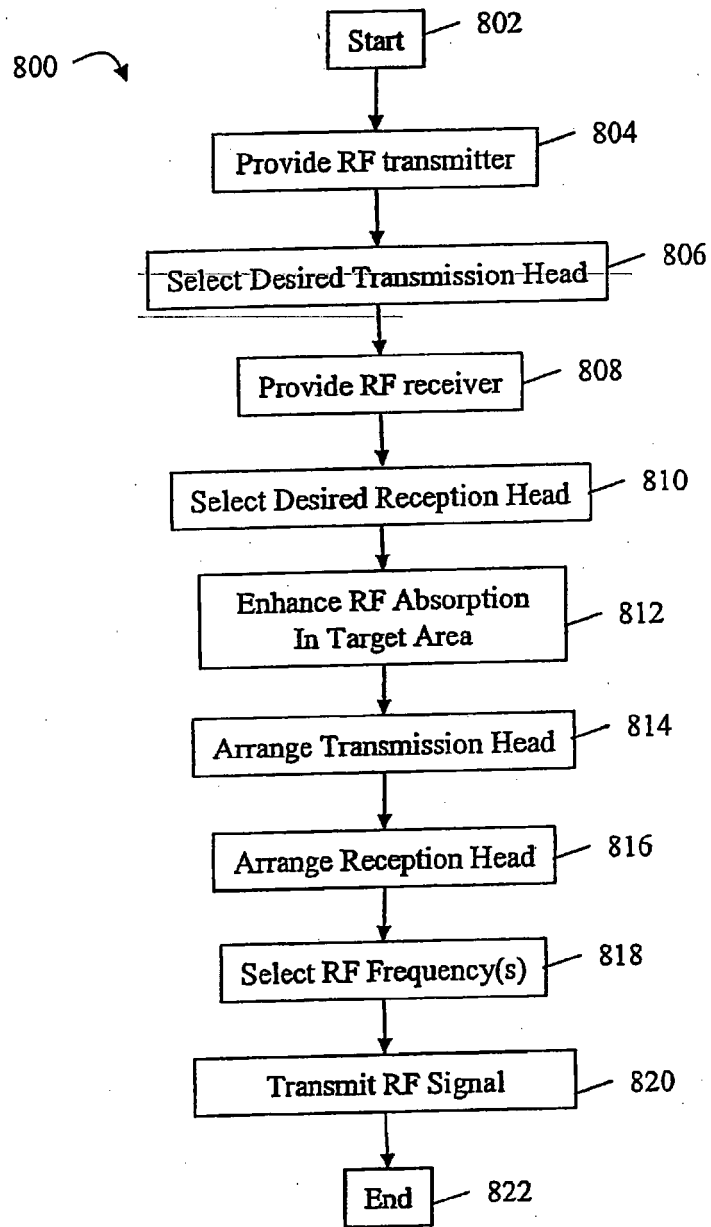 Start 802
800
Provide RF transmitter 804
Select Desired Transmission Head 806
Provide RF receiver 808
Select Desired Reception Head 810
Enhance RF Absorption
In Target Area 812
Arrange Transmission Head 814
Arrange Reception Head 816
Select RF Frequency(s) 818
Transmit RF Signal 820
End 822